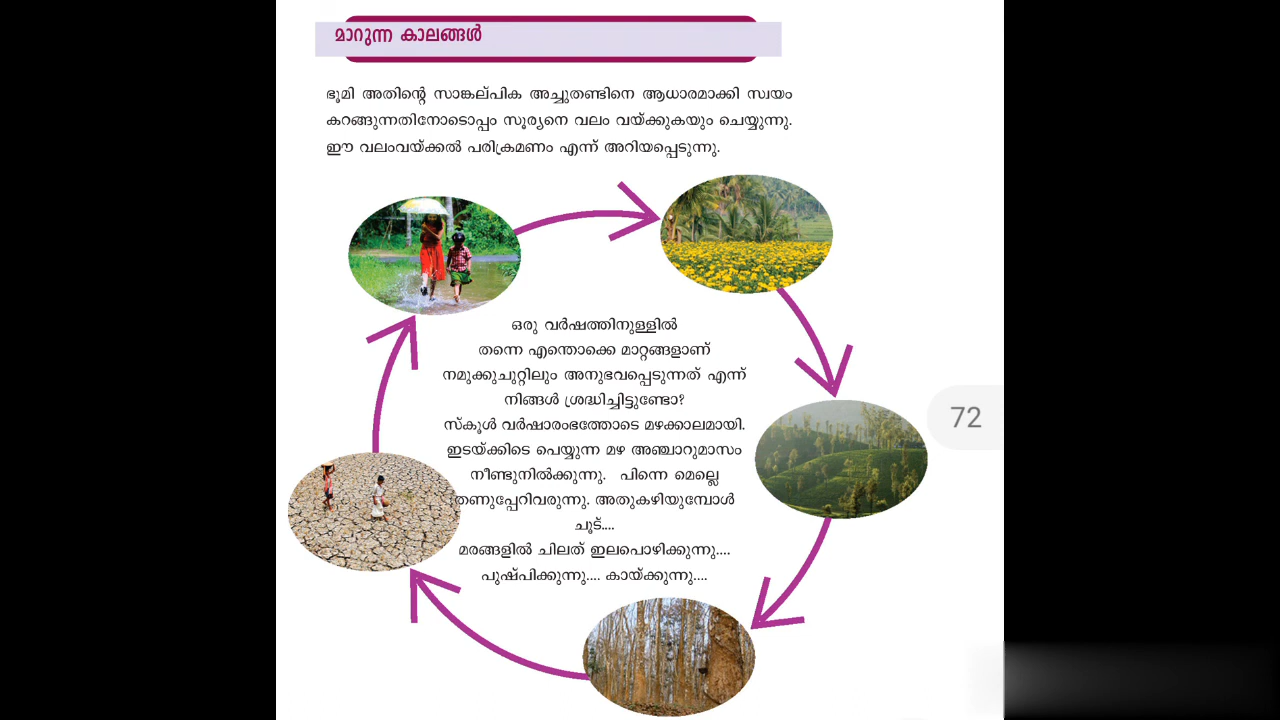 മാറുന്ന കാലങ്ങൾ
ഭൂമി അതിന്റെ സാങ്കല്പിക അച്ചുതണ്ടിനെ ആധാരമാക്കി സ്വയം
കറങ്ങുന്നതിനോടൊപ്പം സൂര്യനെ വലം വയ്ക്കുകയും ചെയ്യുന്നു.
ഈ വലംവയ്ക്കൽ പരിക്രമണം എന്ന് അറിയപ്പെടുന്നു.
ഒരു വർഷത്തിനുള്ളിൽ
തന്നെ എന്തൊക്കെ മാറ്റങ്ങളാണ്
നമുക്കുചുറ്റിലും അനുഭവപ്പെടുന്നത് എന്ന്
നിങ്ങൾ ശ്രദ്ധിച്ചിട്ടുണ്ടോ?
സ്കൂൾ വർഷാരംഭത്തോടെ മഴക്കാലമായി.
ഇടയ്ക്കിടെ പെയ്യുന്ന മഴ അഞ്ചാറുമാസം
നീണ്ടുനിൽക്കുന്നു. പിന്നെ മെല്ലെ
തണുപ്പേറിവരുന്നു. അതുകഴിയുമ്പോൾ
ചൂട്....
മരങ്ങളിൽ ചിലത് ഇലപൊഴിക്കുന്നു....
പുഷ്പിക്കുന്നു.... കായ്ക്കുന്നു....
72